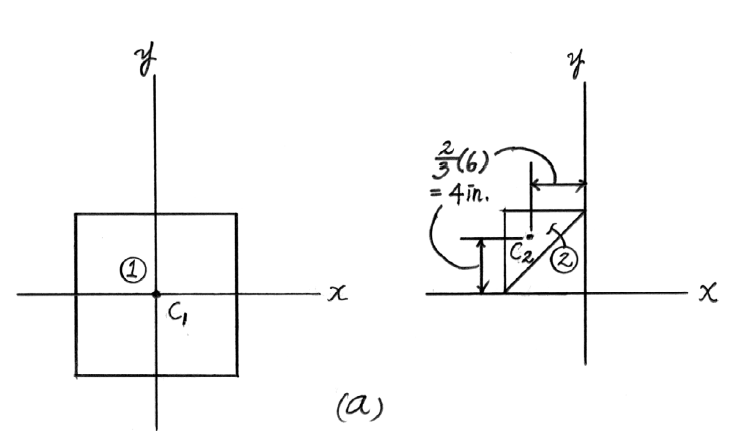 y
1
x
C₁
y
2/3(6)
= 4in.
C₂
2
x
(a)